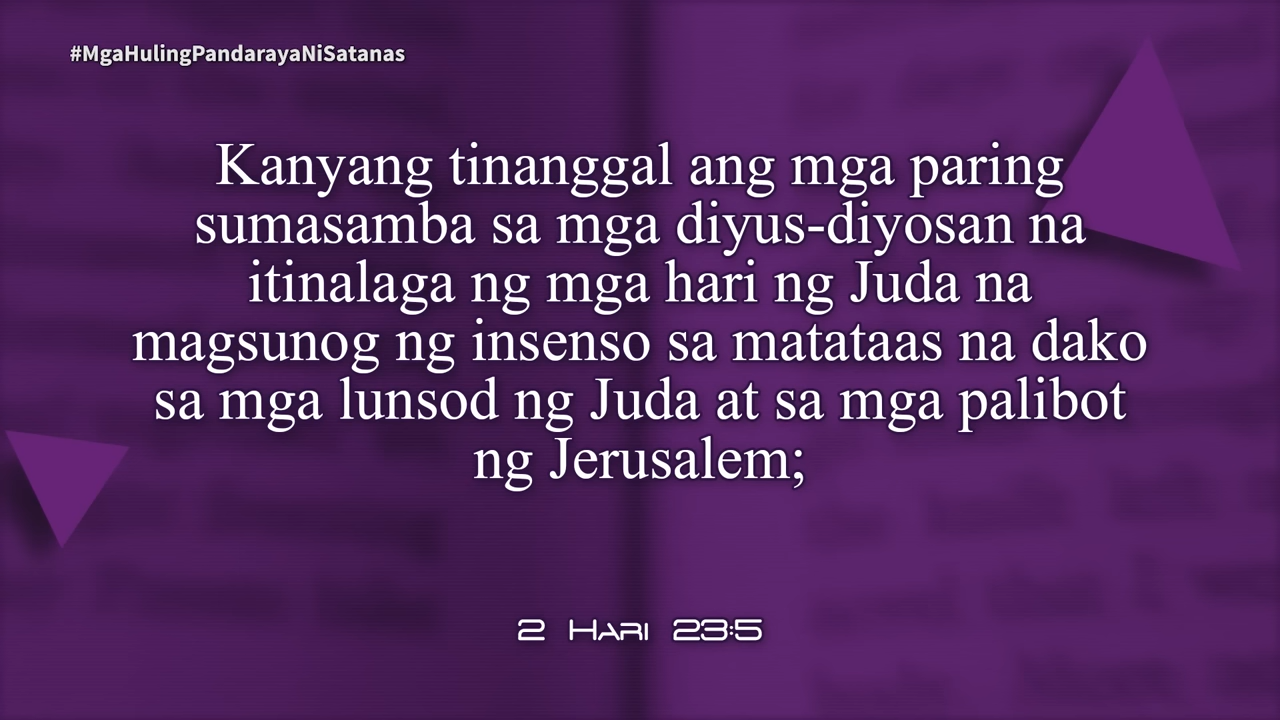 #MgaHulingPandarayaNiSatanas
Kanyang tinanggal ang mga paring
sumasamba sa mga diyus-diyosan na
itinalaga ng mga hari ng Juda na
magsunog ng insenso sa matataas na dako
sa mga lunsod ng Juda at sa mga palibot
ng Jerusalem;
2 Hari 23:5